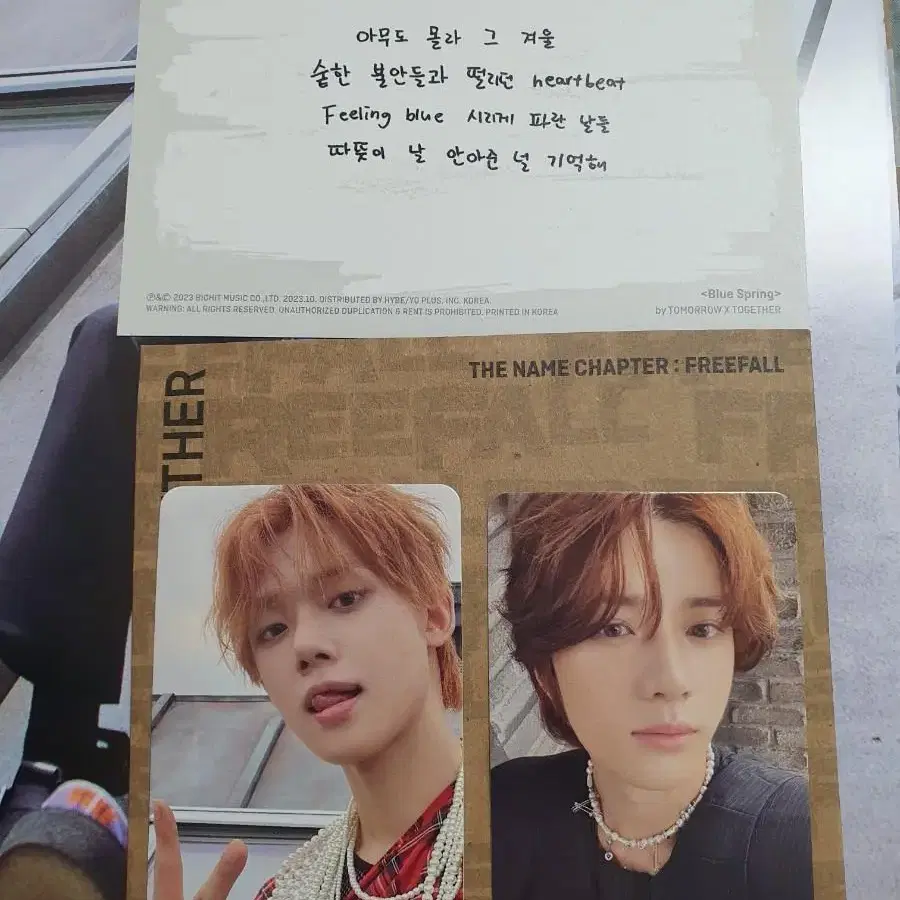 아무도 몰라 그 겨울
숱한 불안들과 떨리던 heartbeat
Feeling blue 시리게 파란 날들
따뜻이 날 안아준 널 기억해
℗&© 2023 BIGHIT MUSIC CO.,LTD. 2023.10. DISTRIBUTED BY HYBE/YG PLUS, INC. KOREA.
WARNING: ALL RIGHTS RESERVED. UNAUTHORIZED DUPLICATION & RENT IS PROHIBITED. PRINTED IN KOREA
<Blue Spring>
by TOMORROW X TOGETHER
THE NAME CHAPTER : FREEFALL
THER
REEFALL F